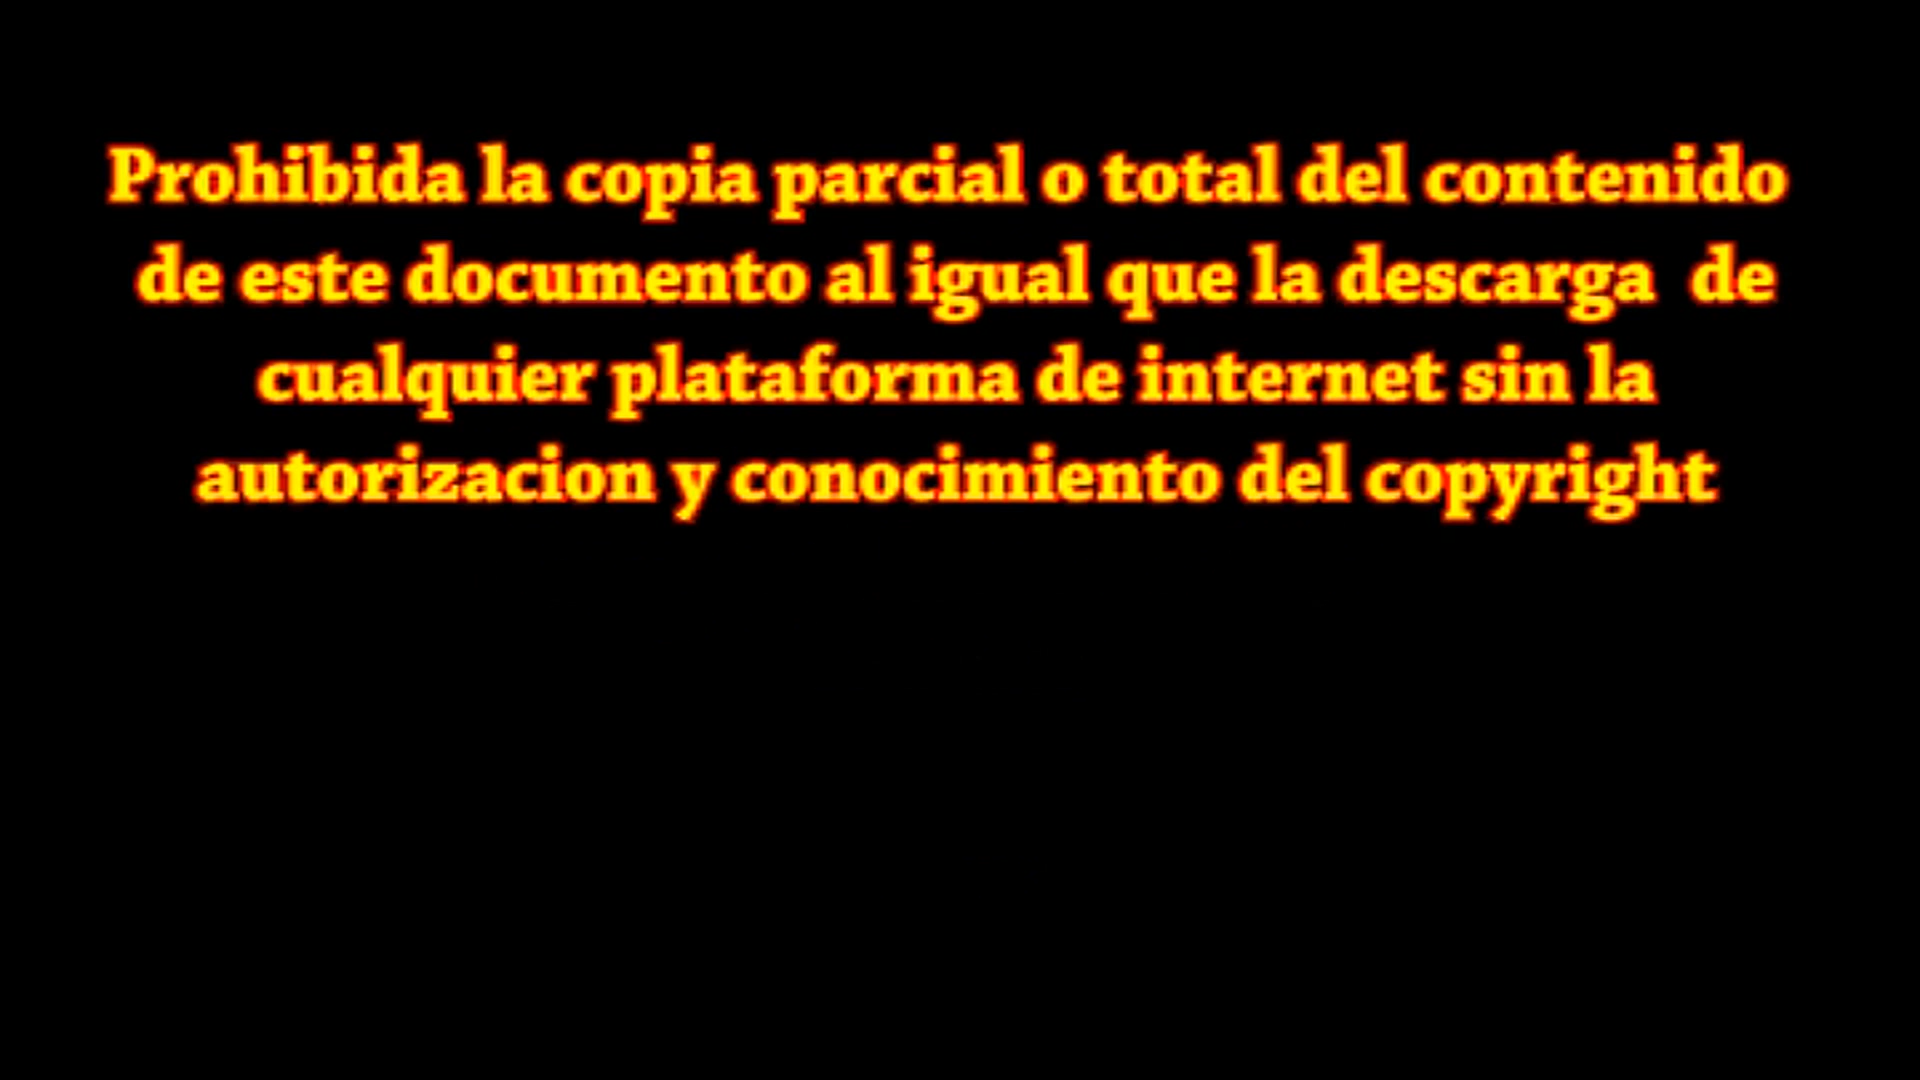 Prohibida la copia parcial o total del contenido
de este documento al igual que la descarga  de
cualquier plataforma de internet sin la
autorizacion y conocimiento del copyright